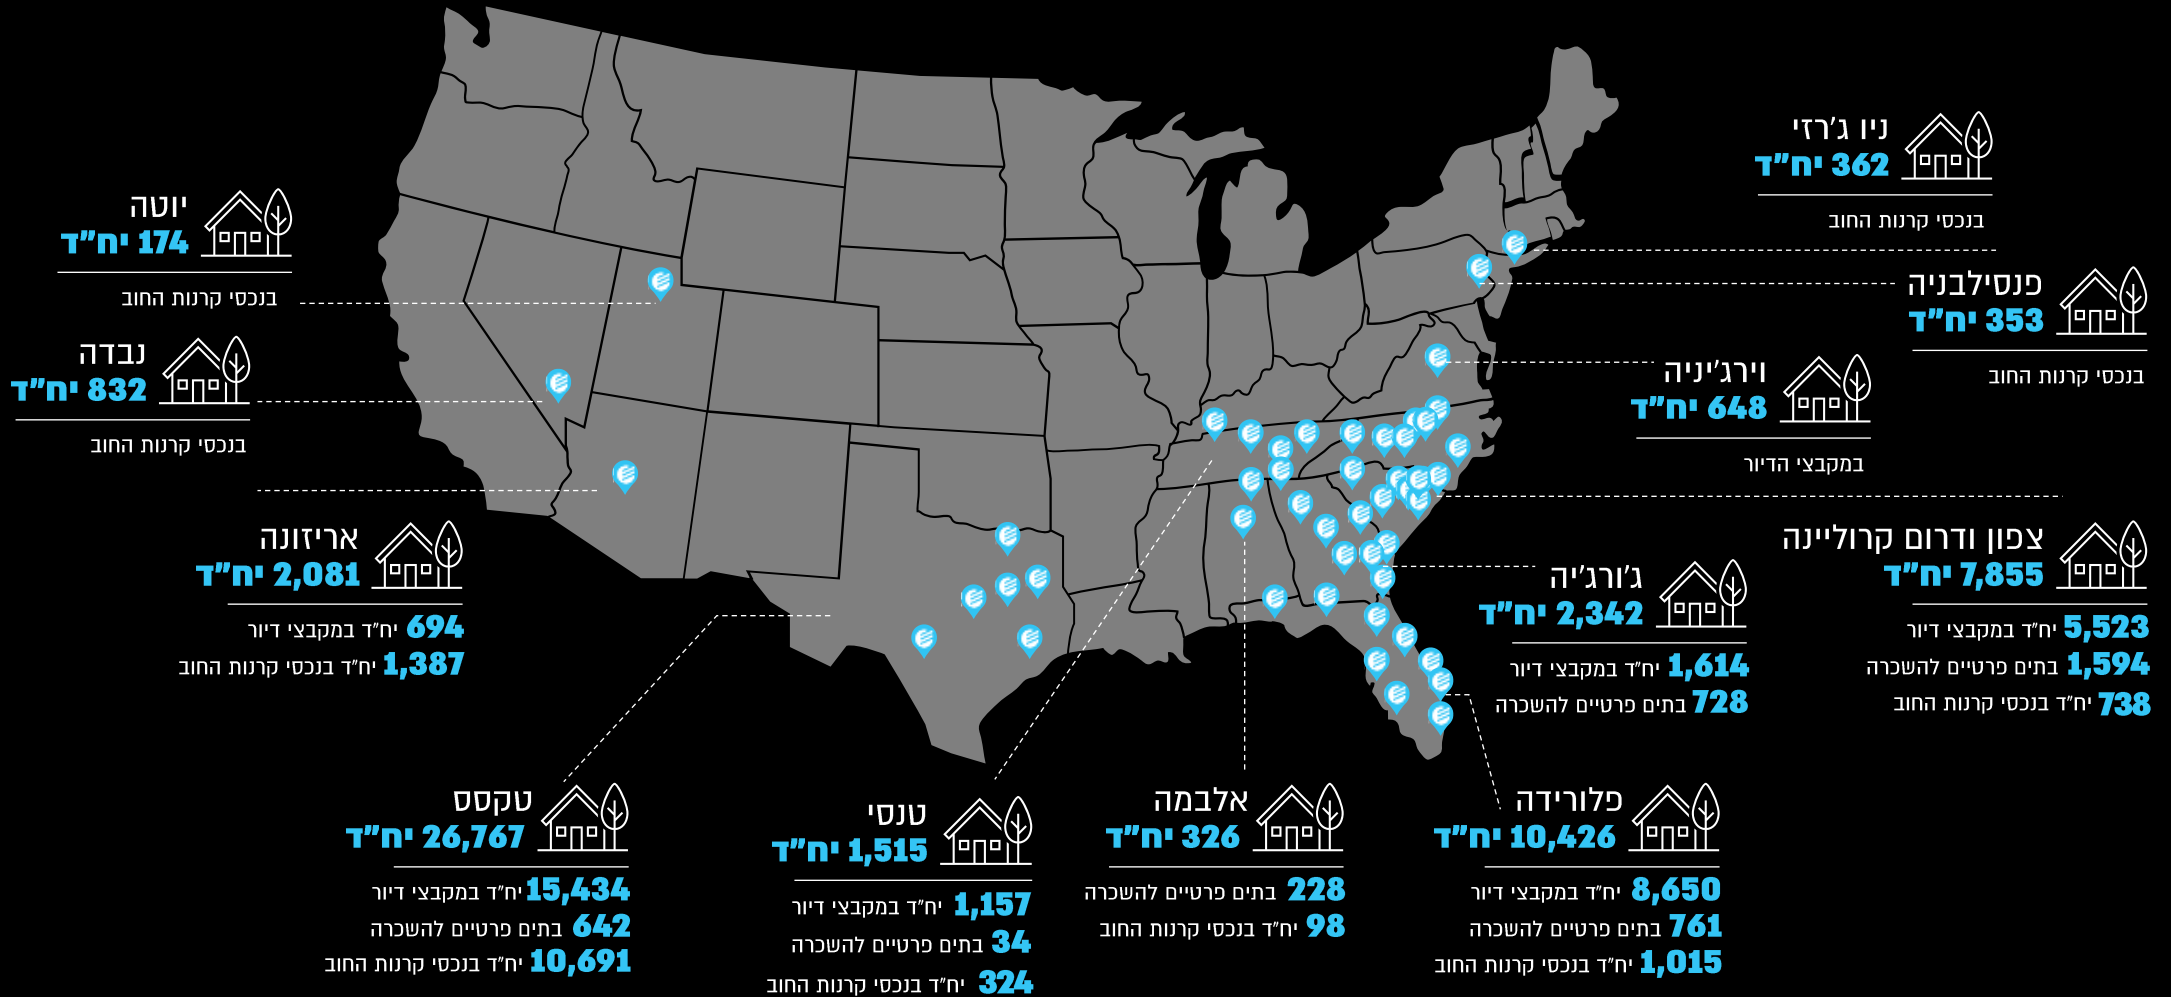 ניו ג'רזי
362 יח"ד
בנכסי קרנות החוב
פנסילבניה
353 יח"ד
בנכסי קרנות החוב
וירג'יניה
648 יח"ד
במקבצי הדיור
צפון ודרום קרוליינה
7,855 יח"ד
5,523 יח"ד במקבצי דיור
1,594 בתים פרטיים להשכרה
738 יח"ד בנכסי קרנות החוב
ג'ורג'יה
2,342 יח"ד
1,614 יח"ד במקבצי דיור
728 בתים פרטיים להשכרה
פלורידה
10,426 יח"ד
8,650 יח"ד במקבצי דיור
761 בתים פרטיים להשכרה
1,015 יח"ד בנכסי קרנות החוב
אלבמה
326 יח"ד
228 בתים פרטיים להשכרה
98 יח"ד בנכסי קרנות החוב
טנסי
1,515 יח"ד
1,157 יח"ד במקבצי דיור
34 בתים פרטיים להשכרה
324 יח"ד בנכסי קרנות החוב
טקסס
26,767 יח"ד
15,434 יח"ד במקבצי דיור
642 בתים פרטיים להשכרה
10,691 יח"ד בנכסי קרנות החוב
יוטה
174 יח"ד
בנכסי קרנות החוב
נבדה
832 יח"ד
בנכסי קרנות החוב
אריזונה
2,081 יח"ד
694 יח"ד במקבצי דיור
1,387 יח"ד בנכסי קרנות החוב